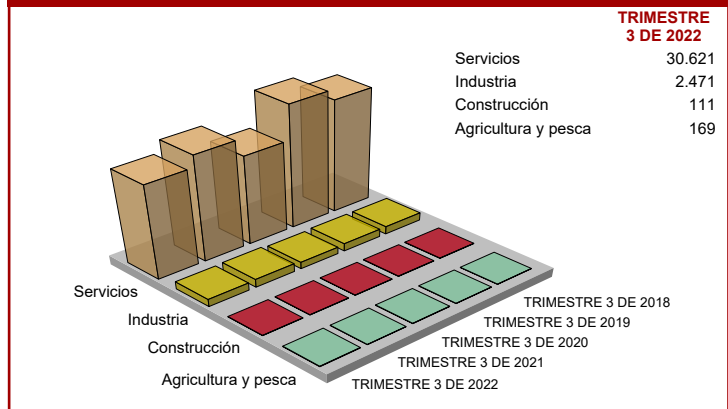 TRIMESTRE
3 DE 2022
Servicios 30.621
Industria 2.471
Construcción 111
Agricultura y pesca 169
Servicios
Industria
Construcción
Agricultura y pesca
TRIMESTRE 3 DE 2018
TRIMESTRE 3 DE 2019
TRIMESTRE 3 DE 2020
TRIMESTRE 3 DE 2021
TRIMESTRE 3 DE 2022